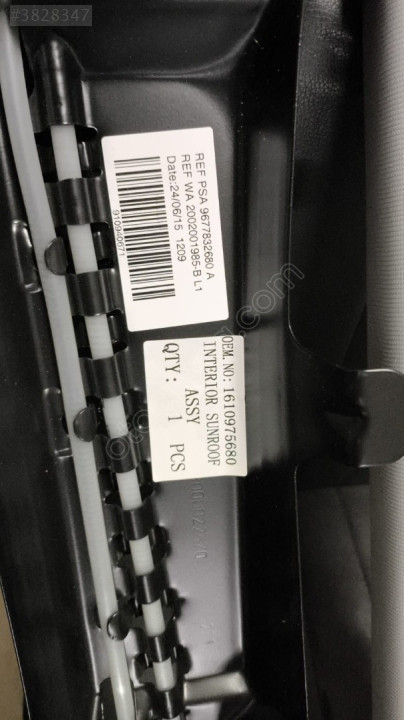 #3828347
REF PSA 9677832680 A
REF WA 2002001985-B L1
Date:24/06/15 1209
OEM.NO:1610975680
INTERIOR SUNROOF
ASSY
QTY: 1 PCS